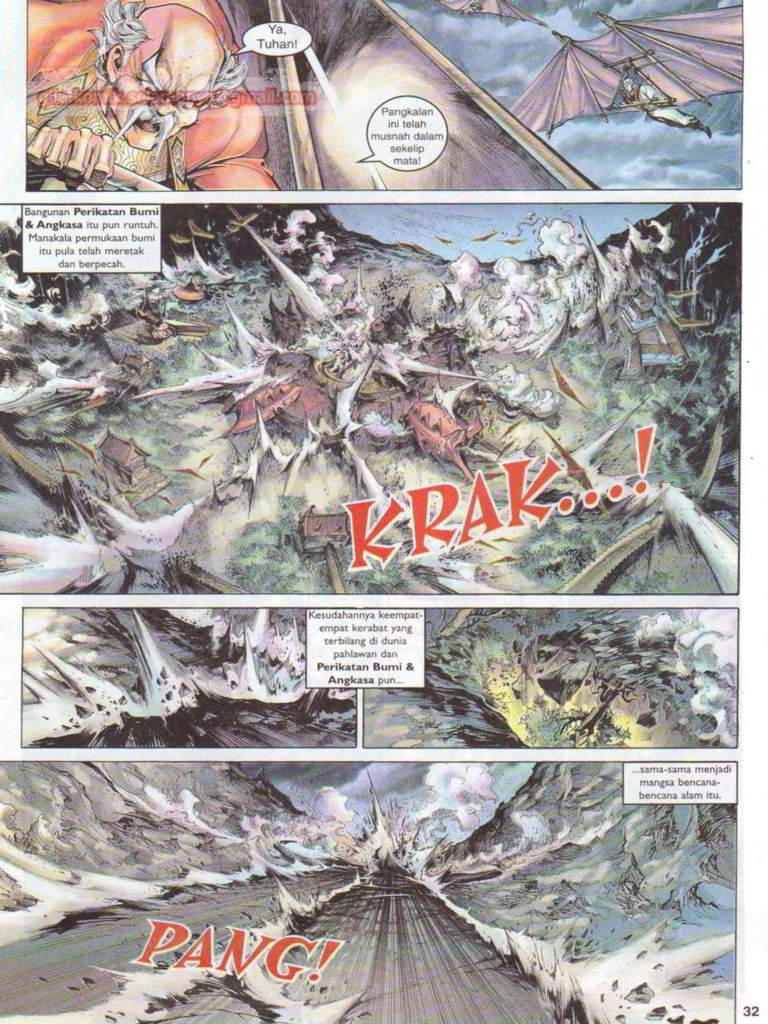 Ya,
Tuhan!
Pangkalan
ini telah
musnah dalam
sekelip
mata!
Bangunan Perikatan Bumi
& Angkasa itu pun runtuh.
Manakala permukaan bumi
itu pula telah meretak
dan berpecah.
KRAK...!
Kesudahannya keempat-
empat kerabat yang
terbilang di dunia
pahlawan dan
Perikatan Bumi &
Angkasa pun...
...sama-sama menjadi
mangsa bencana-
bencana alam itu.
PANG!
32